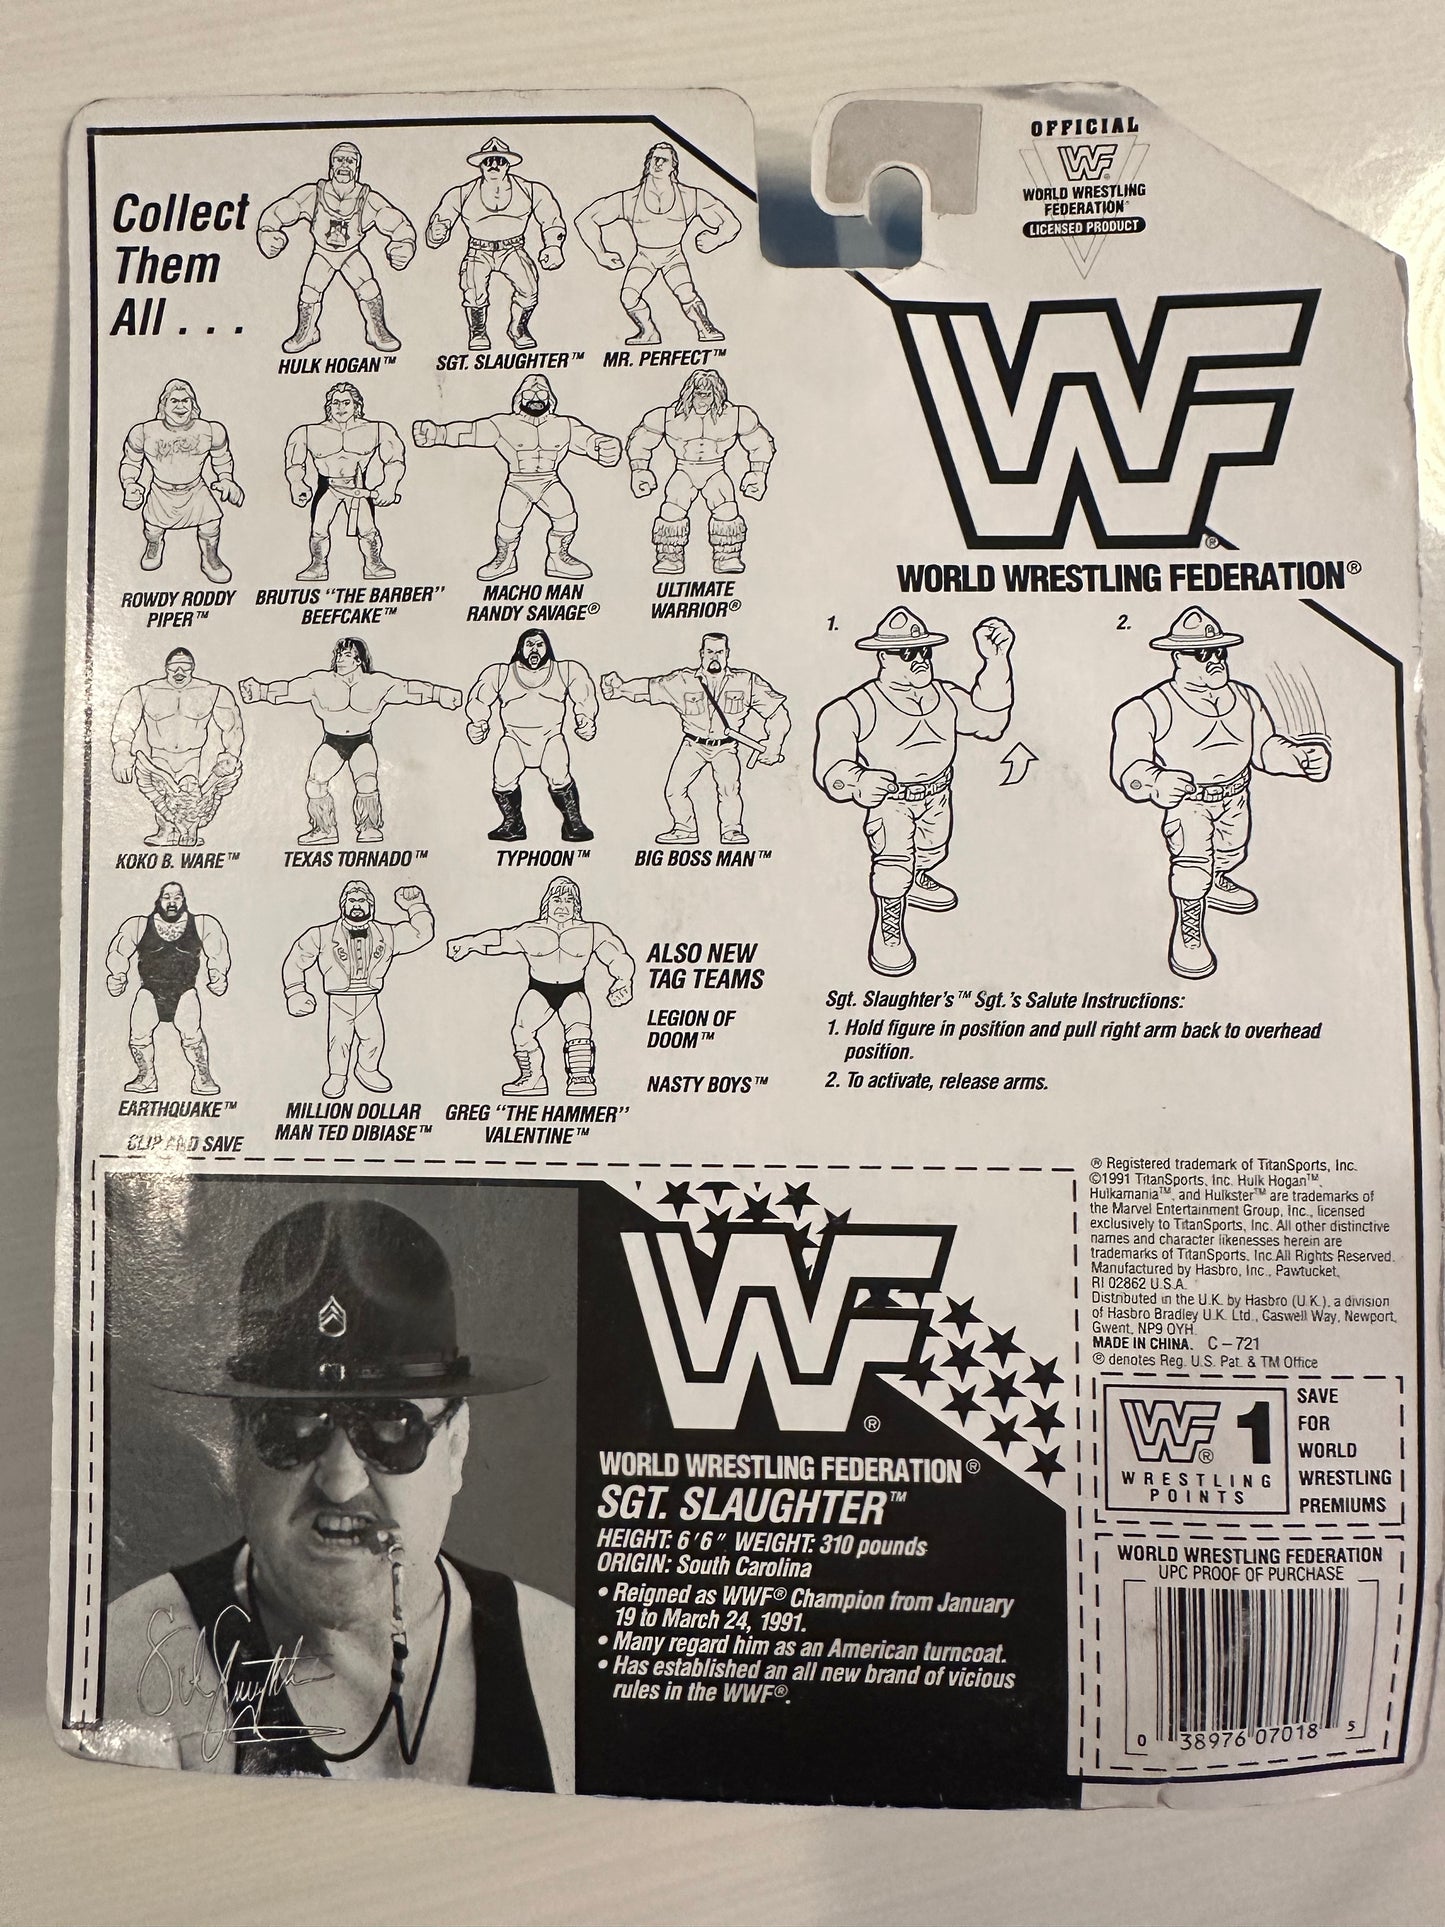 Collect
Them
All . . .
HULK HOGAN™
SGT. SLAUGHTER™
MR. PERFECT™
ROWDY RODDY
PIPER™
BRUTUS "THE BARBER"
BEEFCAKE™
MACHO MAN
RANDY SAVAGE®
ULTIMATE
WARRIOR®
KOKO B. WARE™
TEXAS TORNADO™
TYPHOON™
BIG BOSS MAN™
EARTHQUAKE™
MILLION DOLLAR
MAN TED DIBIASE™
GREG "THE HAMMER"
VALENTINE™
ALSO NEW
TAG TEAMS
LEGION OF
DOOM™
NASTY BOYS™
OFFICIAL
WF
WORLD WRESTLING
FEDERATION
LICENSED PRODUCT
WF®
WORLD WRESTLING FEDERATION®
1.
2.
Sgt. Slaughter's™ Sgt.'s Salute Instructions:
1. Hold figure in position and pull right arm back to overhead
position.
2. To activate, release arms.
CLIP AND SAVE
WF®
WORLD WRESTLING FEDERATION®
SGT. SLAUGHTER™
HEIGHT: 6'6" WEIGHT: 310 pounds
ORIGIN: South Carolina
• Reigned as WWF® Champion from January
19 to March 24, 1991.
• Many regard him as an American turncoat.
• Has established an all new brand of vicious
rules in the WWF®.
® Registered trademark of TitanSports, Inc.
©1991 TitanSports, Inc. Hulk Hogan™,
Hulkamania™, and Hulkster™ are trademarks of
the Marvel Entertainment Group, Inc., licensed
exclusively to TitanSports, Inc. All other distinctive
names and character likenesses herein are
trademarks of TitanSports, Inc. All Rights Reserved.
Manufactured by Hasbro, Inc., Pawtucket,
RI 02862 U.S.A.
Distributed in the U.K. by Hasbro (U.K.), a division
of Hasbro Bradley U.K. Ltd., Caswell Way, Newport,
Gwent, NP9 0YH.
MADE IN CHINA. C-721
® denotes Reg. U.S. Pat. & TM Office
WF® 1
WRESTLING
POINTS
SAVE
FOR
WORLD
WRESTLING
PREMIUMS
WORLD WRESTLING FEDERATION
UPC PROOF OF PURCHASE
0 38976 07018 5